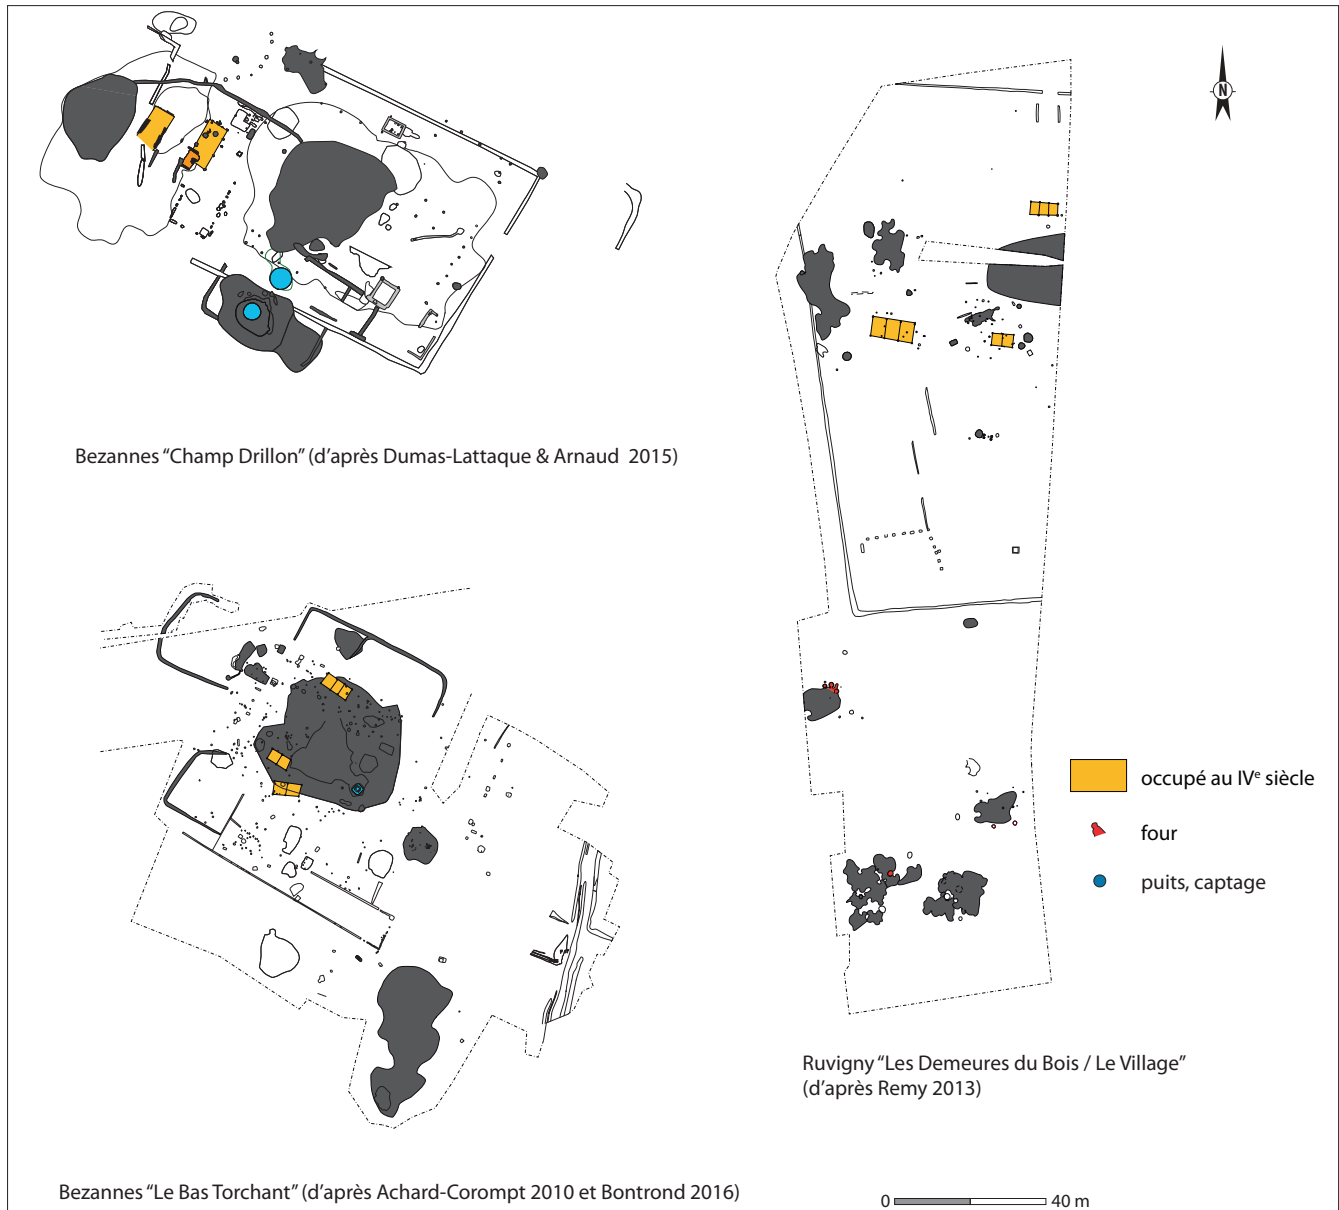 N
Bezannes “Champ Drillon” (d’après Dumas-Lattaque & Arnaud 2015)
occupé au IVe siècle
four
puits, captage
Ruvigny “Les Demeures du Bois / Le Village”
(d’après Remy 2013)
Bezannes “Le Bas Torchant” (d’après Achard-Corompt 2010 et Bontrond 2016)
0 40 m